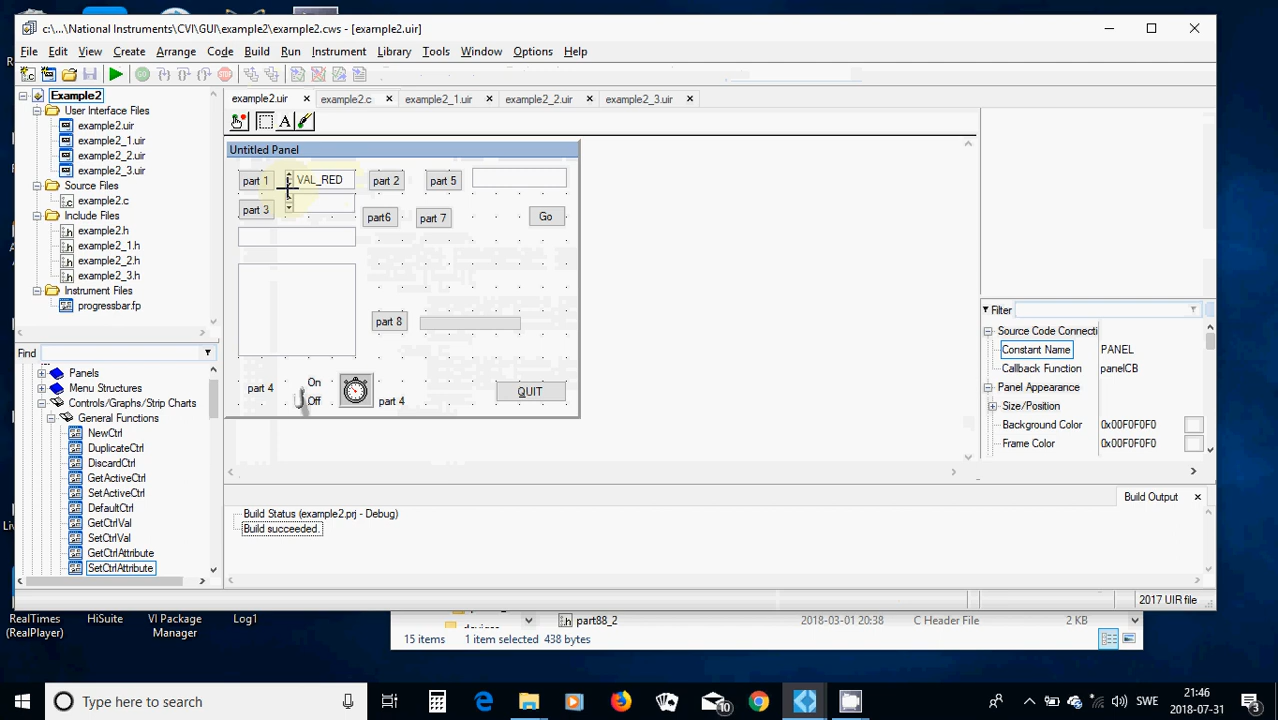 c:\...\National Instruments\CVI\GUI\example2\example2.cws - [example2.uir]
File Edit View Create Arrange Code Build Run Instrument Library Tools Window Options Help
Example2
User Interface Files
example2.uir
example2_1.uir
example2_2.uir
example2_3.uir
Source Files
example2.c
Include Files
example2.h
example2_1.h
example2_2.h
example2_3.h
Instrument Files
progressbar.fp
Find
Panels
Menu Structures
Controls/Graphs/Strip Charts
General Functions
NewCtrl
DuplicateCtrl
DiscardCtrl
GetActiveCtrl
SetActiveCtrl
DefaultCtrl
GetCtrlVal
SetCtrlVal
GetCtrlAttribute
SetCtrlAttribute
example2.uir example2.c example2_1.uir example2_2.uir example2_3.uir
Untitled Panel
part 1 VAL_RED part 2 part 5
part 3 part6 part 7 Go
part 8
part 4 On
Off part 4 QUIT
Filter
Source Code Connecti
Constant Name PANEL
Callback Function panelCB
Panel Appearance
Size/Position
Background Color 0x00F0F0F0
Frame Color 0x00F0F0F0
Build Output
Build Status (example2.prj - Debug)
Build succeeded.
2017 UIR file
RealTimes (RealPlayer)
HiSuite
VI Package Manager
Log1
part88_2 2018-03-01 20:38 C Header File 2 KB
15 items 1 item selected 438 bytes
Type here to search
10
SWE
21:46
2018-07-31
3